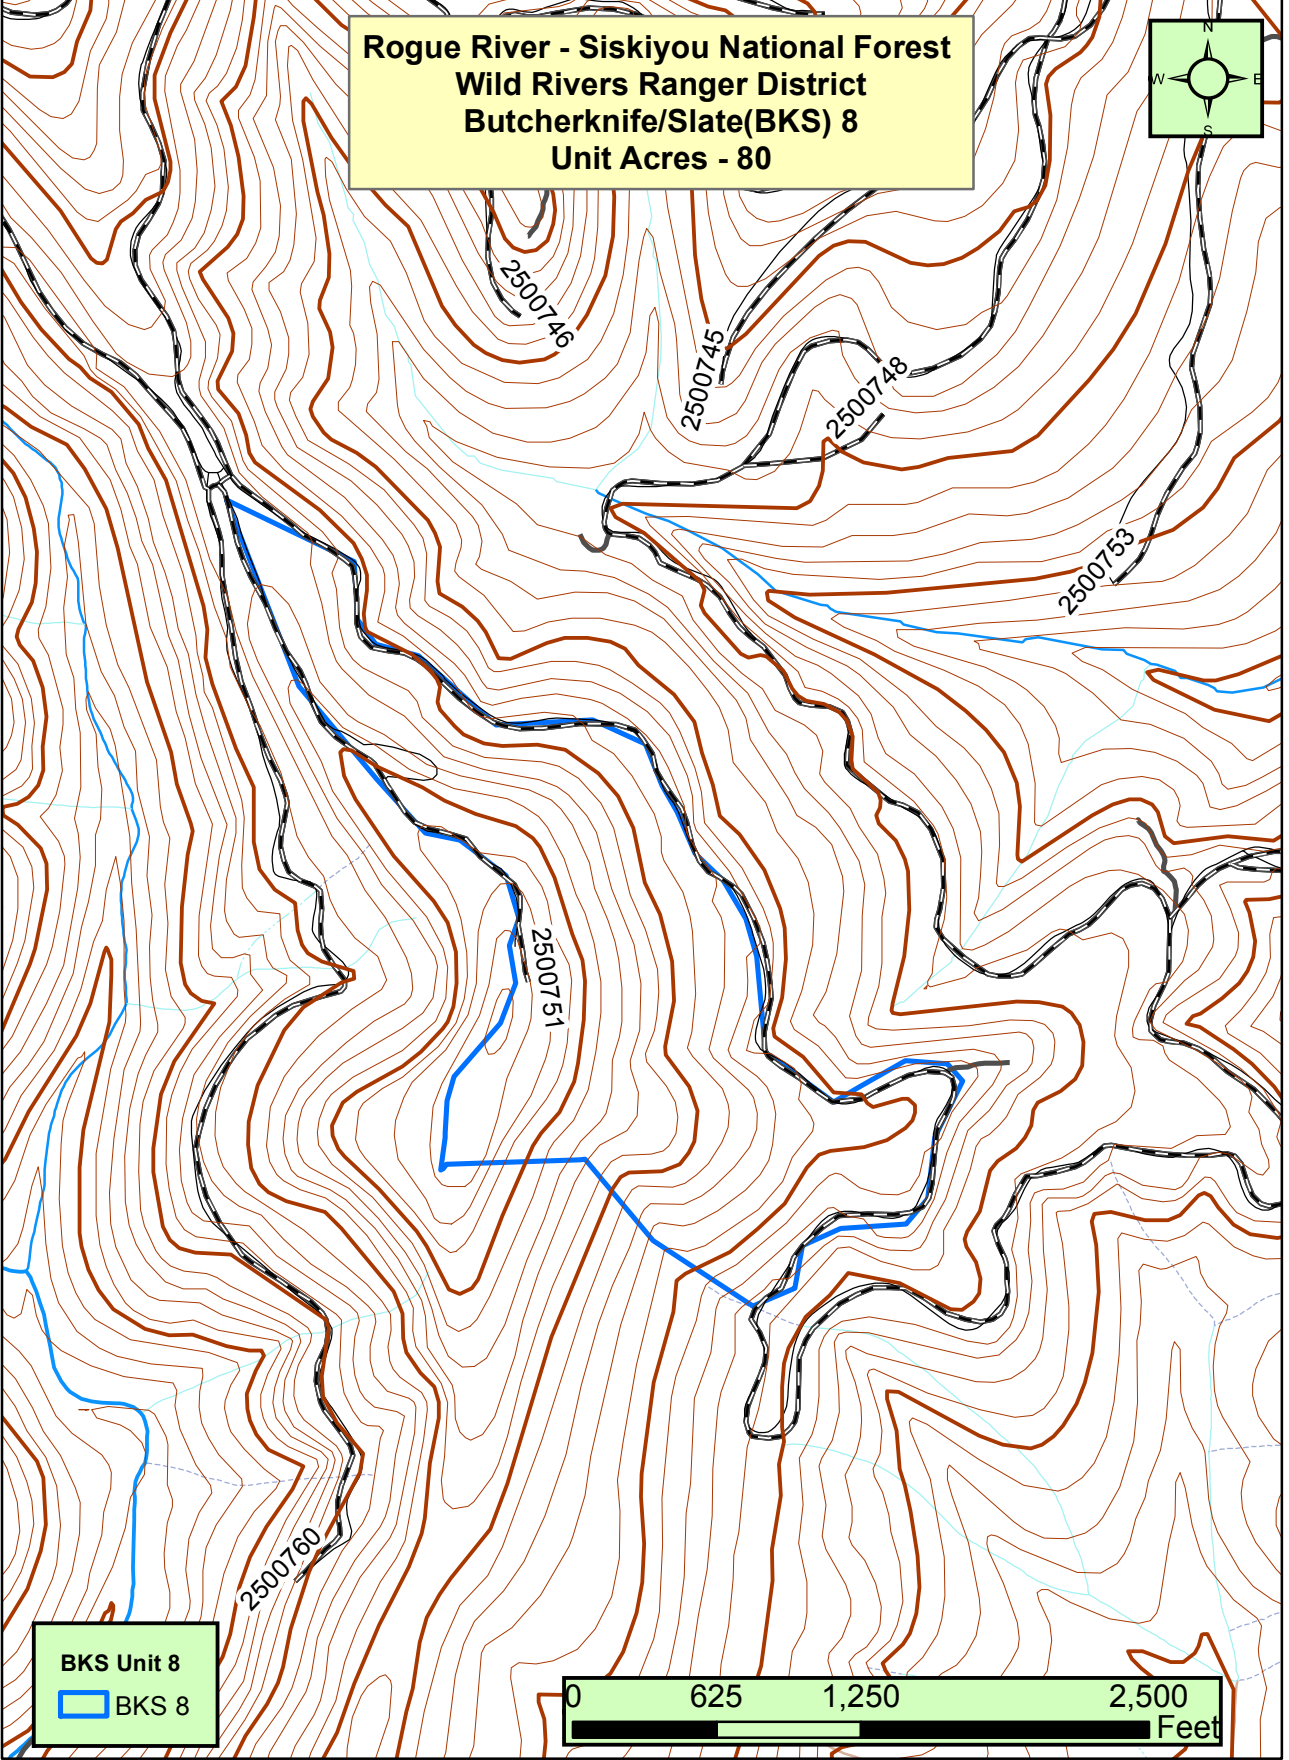 Rogue River - Siskiyou National Forest
Wild Rivers Ranger District
Butcherknife/Slate(BKS) 8
Unit Acres - 80
N
W E
S
2500746
2500745
2500748
2500753
2500751
2500760
BKS Unit 8
BKS 8
0 625 1,250 2,500
Feet